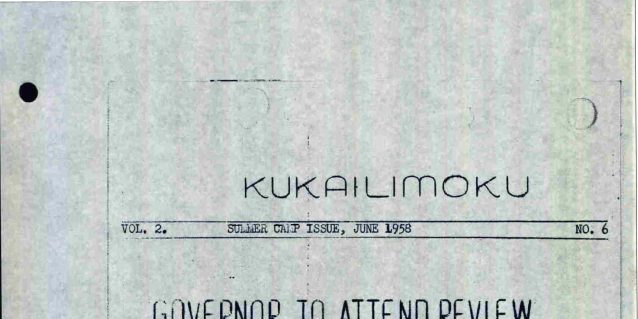 KUKAILIMOKU
VOL. 2. SUMMER CAMP ISSUE, JUNE 1958 NO. 6
GOVERNOR TO ATTEND REVIEW